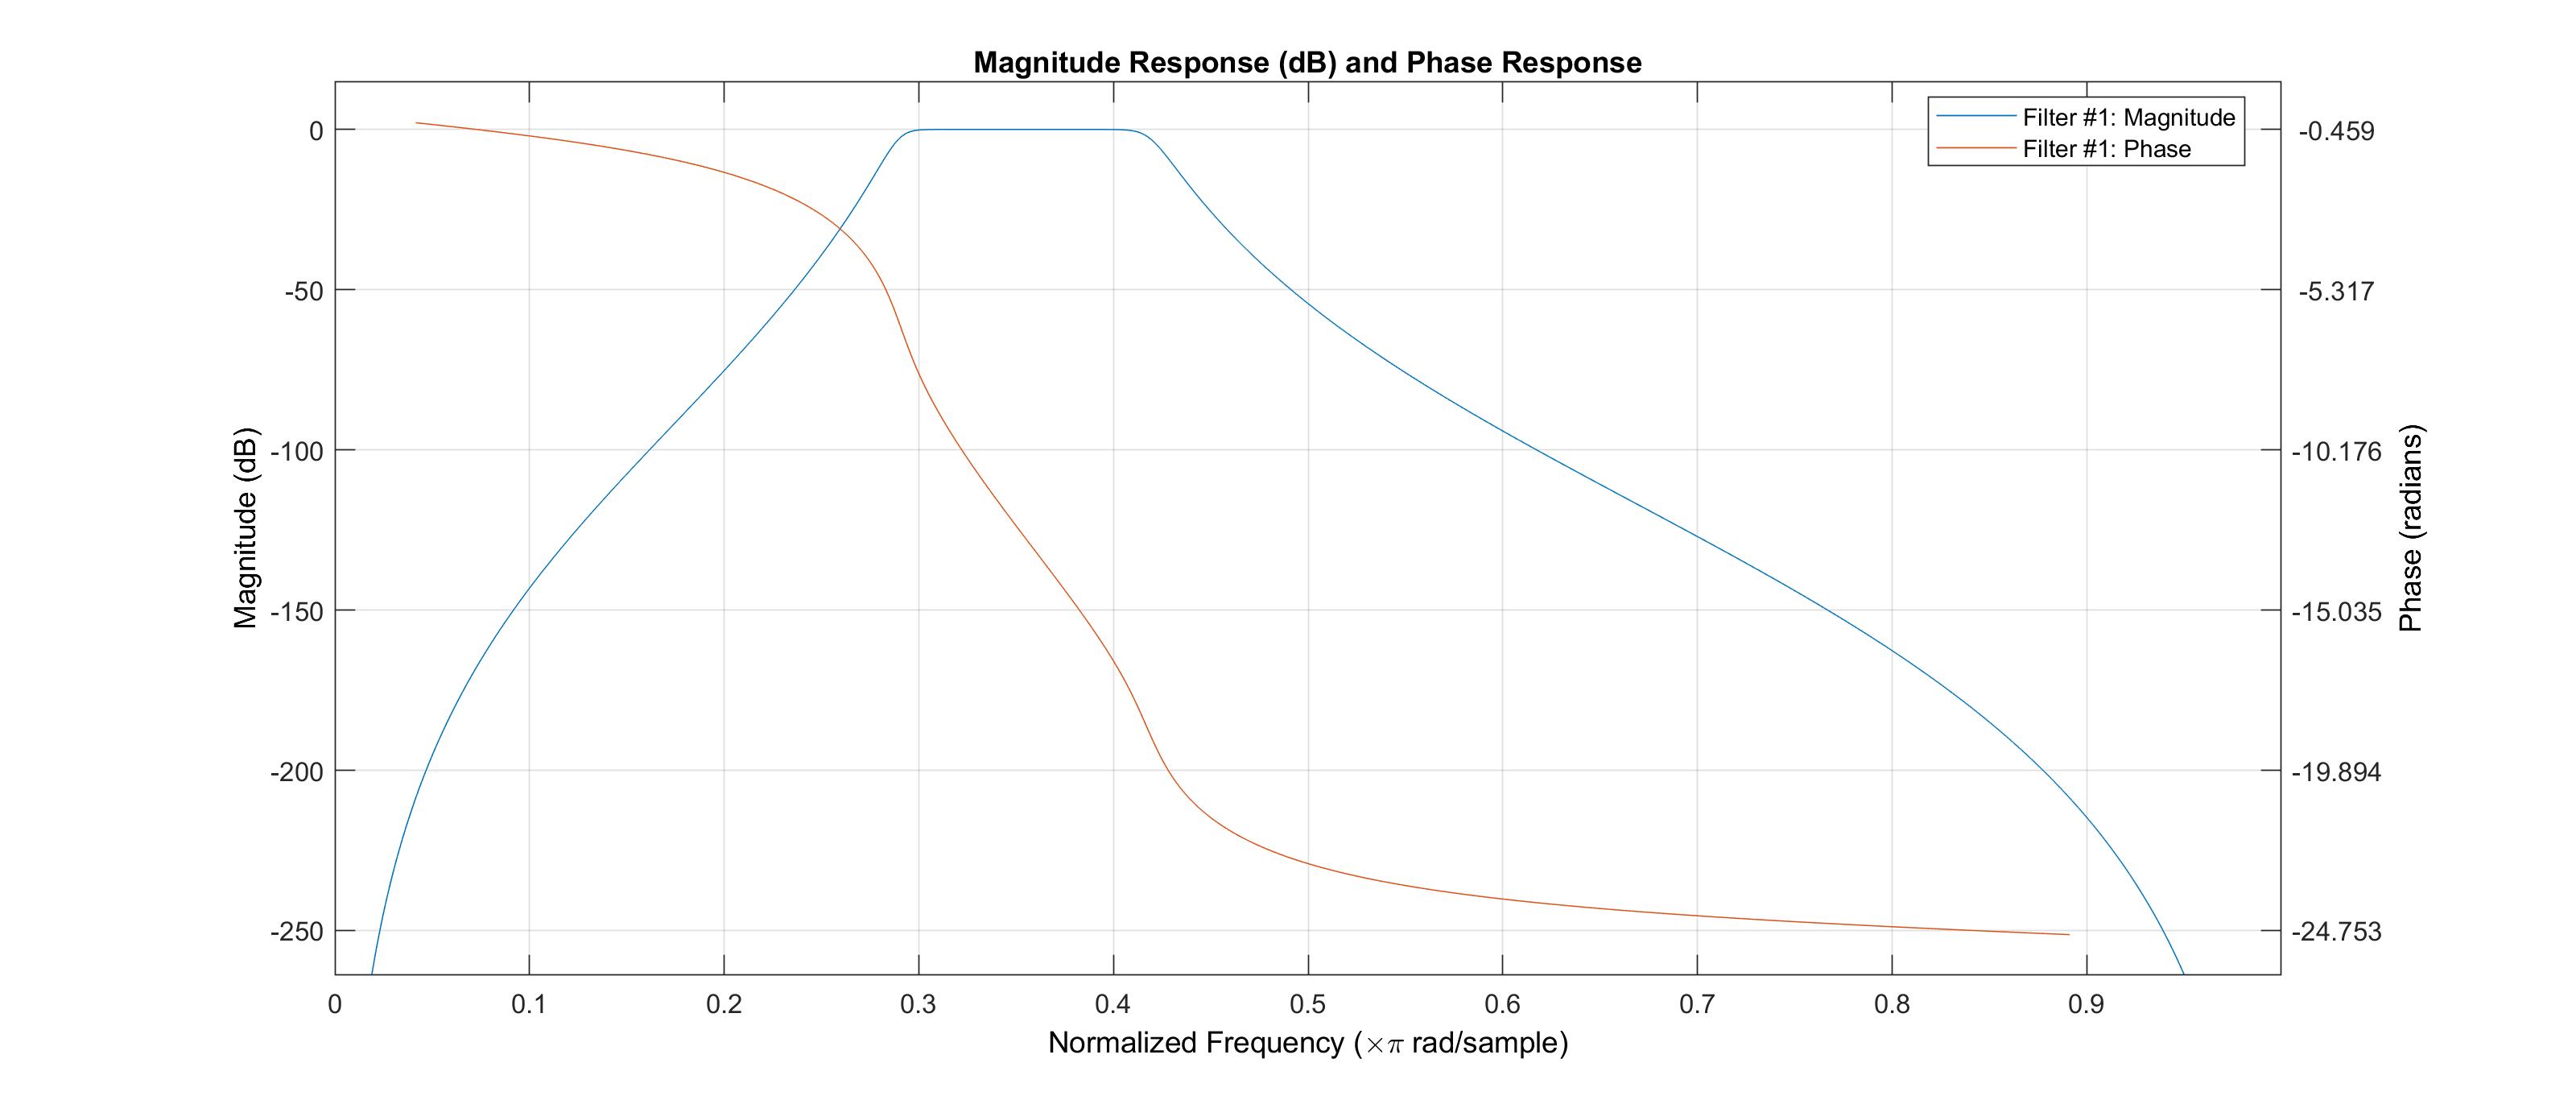 Magnitude Response (dB) and Phase Response
Filter #1: Magnitude
Filter #1: Phase
Magnitude (dB)
0
-50
-100
-150
-200
-250
-0.459
-5.317
-10.176
-15.035
-19.894
-24.753
Phase (radians)
0 0.1 0.2 0.3 0.4 0.5 0.6 0.7 0.8 0.9
Normalized Frequency (×π rad/sample)